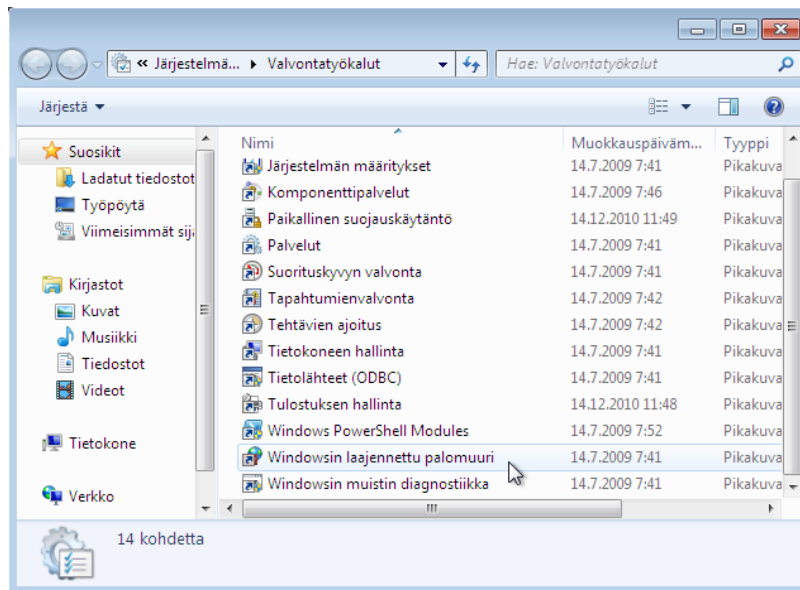 « Järjestelmä... ▸ Valvontatyökalut
Hae: Valvontatyökalut
Järjestä
Suosikit
Ladatut tiedostot
Työpöytä
Viimeisimmät sij
Kirjastot
Kuvat
Musiikki
Tiedostot
Videot
Tietokone
Verkko
Nimi Muokkauspäiväm... Tyyppi
Järjestelmän määritykset 14.7.2009 7:41 Pikakuva
Komponenttipalvelut 14.7.2009 7:46 Pikakuva
Paikallinen suojauskäytäntö 14.12.2010 11:49 Pikakuva
Palvelut 14.7.2009 7:41 Pikakuva
Suorituskyvyn valvonta 14.7.2009 7:41 Pikakuva
Tapahtumienvalvonta 14.7.2009 7:42 Pikakuva
Tehtävien ajoitus 14.7.2009 7:42 Pikakuva
Tietokoneen hallinta 14.7.2009 7:41 Pikakuva
Tietolähteet (ODBC) 14.7.2009 7:41 Pikakuva
Tulostuksen hallinta 14.12.2010 11:48 Pikakuva
Windows PowerShell Modules 14.7.2009 7:52 Pikakuva
Windowsin laajennettu palomuuri 14.7.2009 7:41 Pikakuva
Windowsin muistin diagnostiikka 14.7.2009 7:41 Pikakuva
14 kohdetta